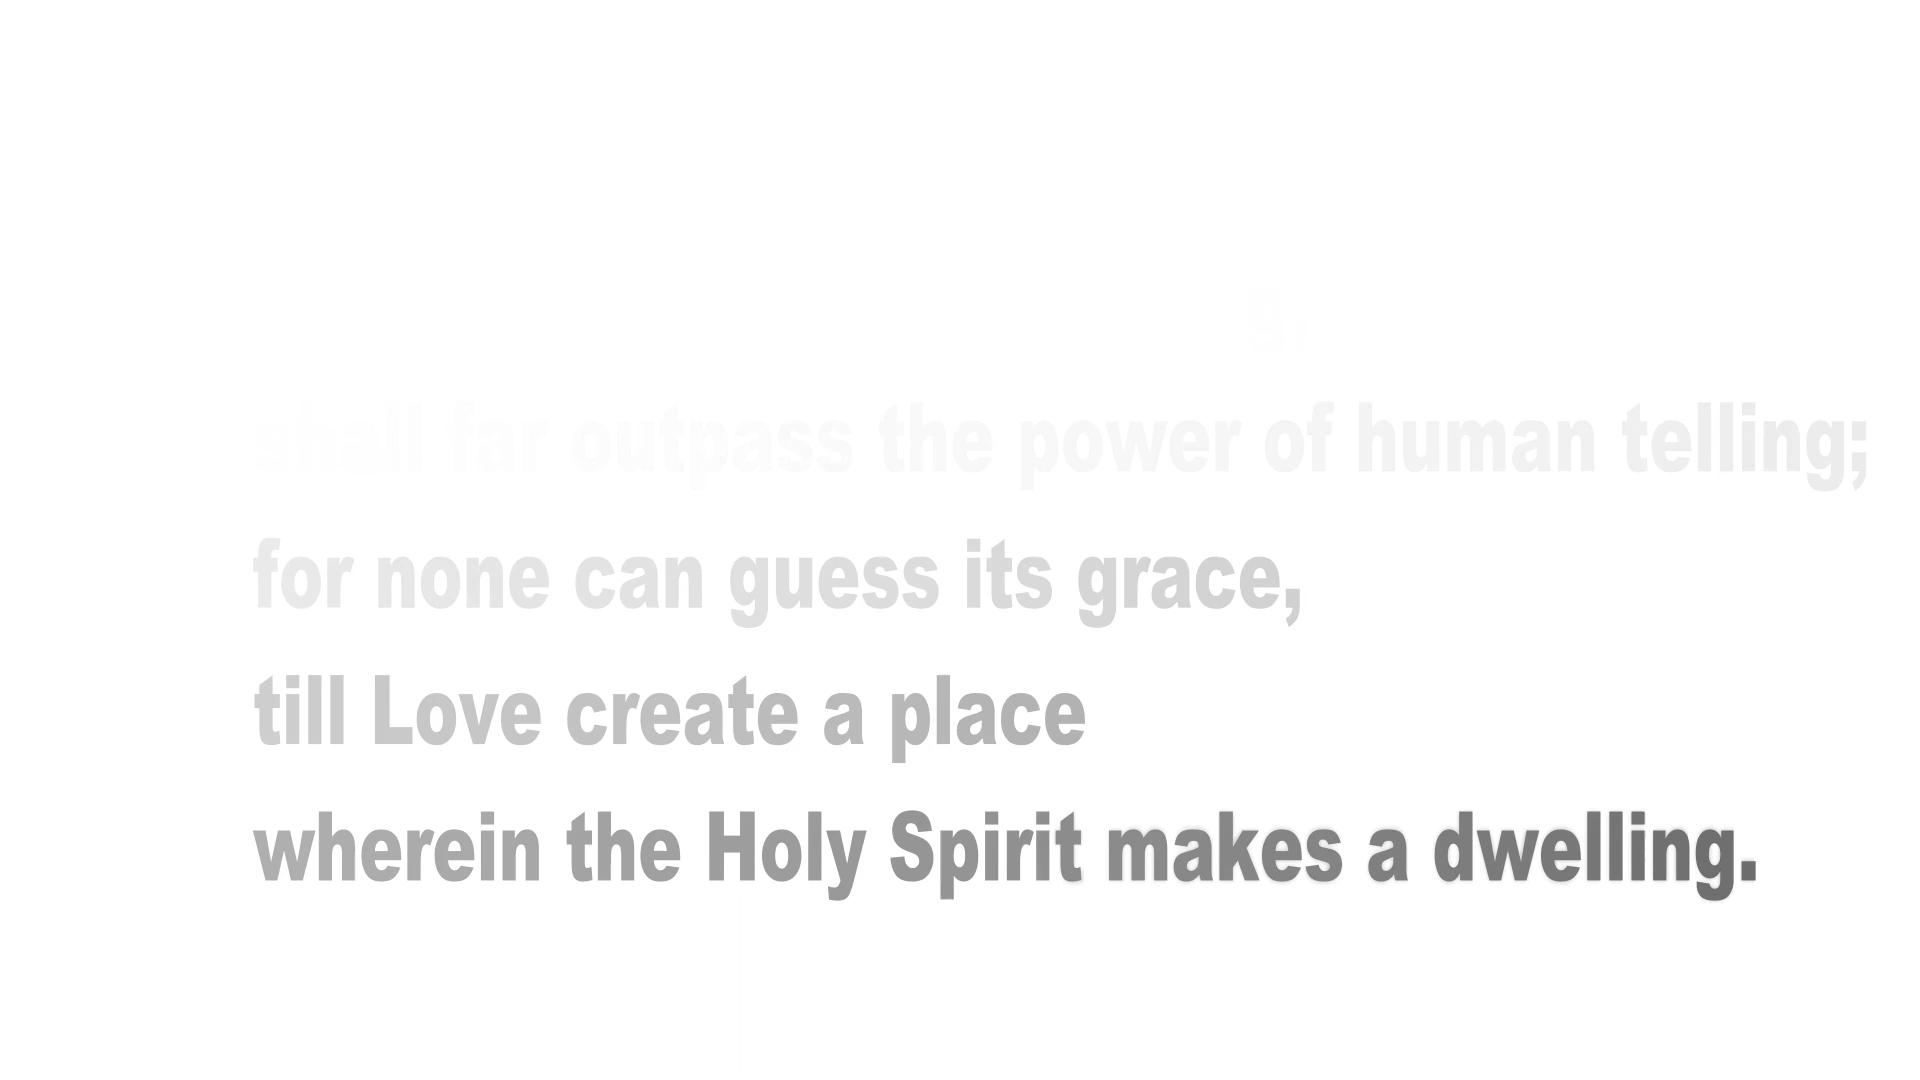 shall far outpass the power of human telling;
for none can guess its grace,
till Love create a place
wherein the Holy Spirit makes a dwelling.